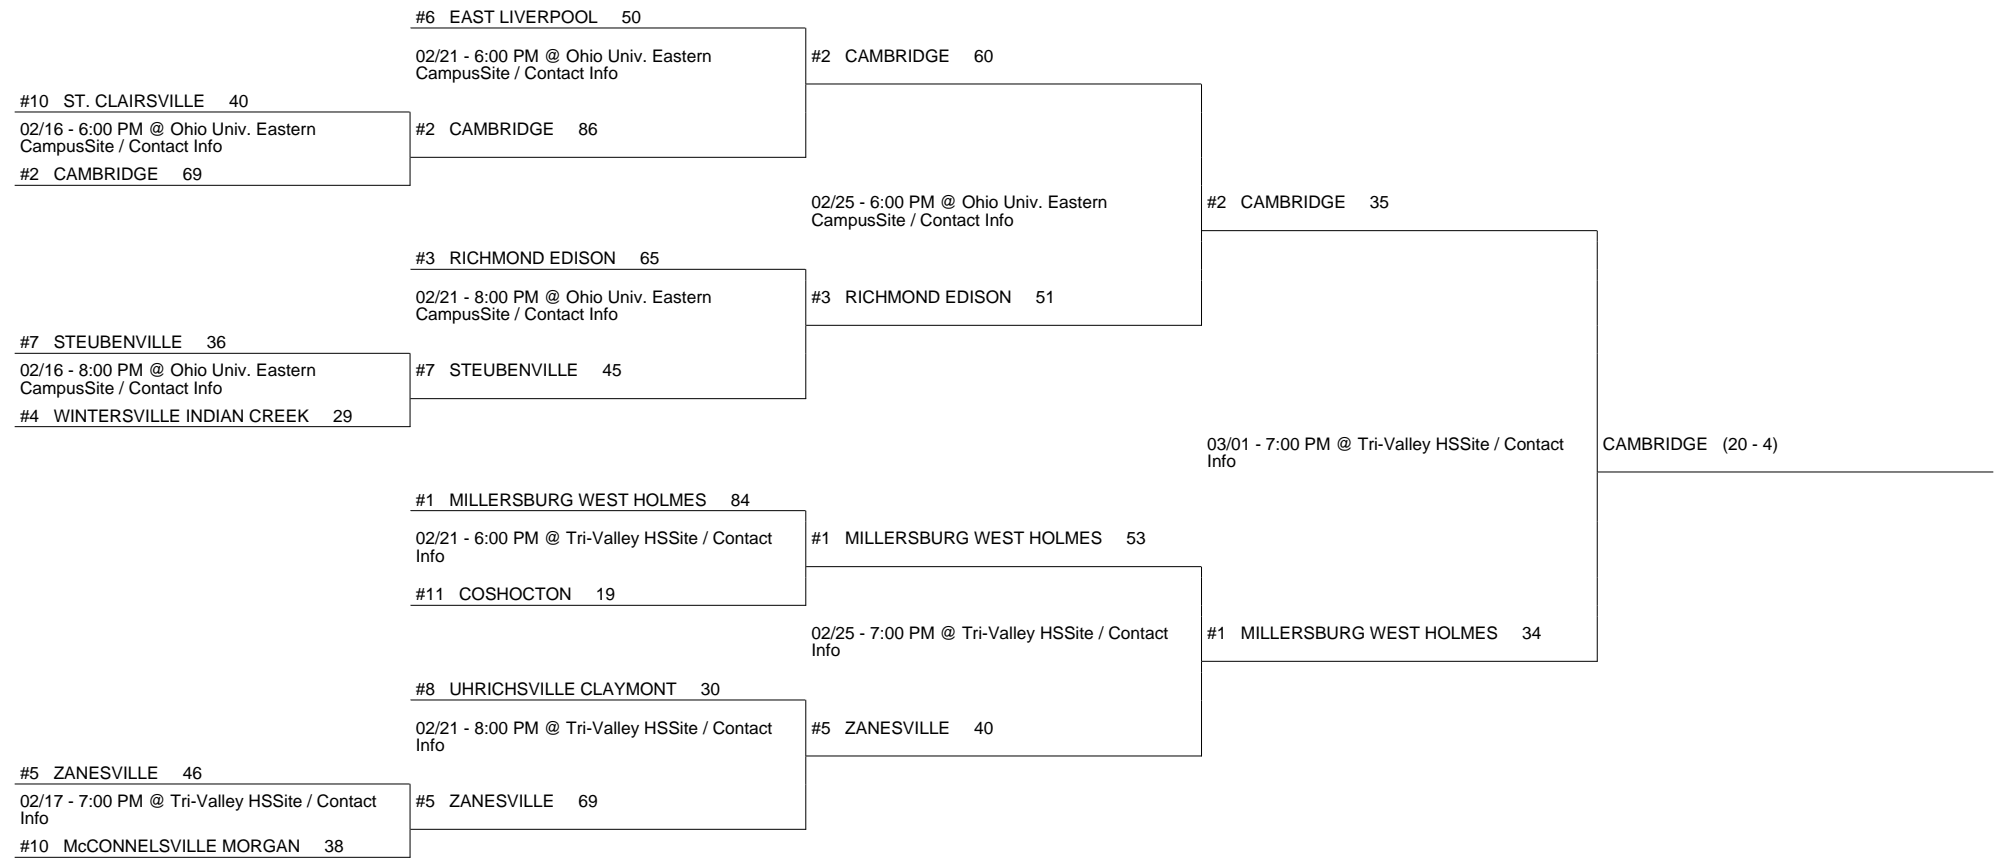 #6 EAST LIVERPOOL 50
02/21 - 6:00 PM @ Ohio Univ. Eastern
CampusSite / Contact Info
#2 CAMBRIDGE 60
#10 ST. CLAIRSVILLE 40
02/16 - 6:00 PM @ Ohio Univ. Eastern
CampusSite / Contact Info
#2 CAMBRIDGE 86
#2 CAMBRIDGE 69
02/25 - 6:00 PM @ Ohio Univ. Eastern
CampusSite / Contact Info
#2 CAMBRIDGE 35
#3 RICHMOND EDISON 65
02/21 - 8:00 PM @ Ohio Univ. Eastern
CampusSite / Contact Info
#3 RICHMOND EDISON 51
#7 STEUBENVILLE 36
02/16 - 8:00 PM @ Ohio Univ. Eastern
CampusSite / Contact Info
#7 STEUBENVILLE 45
#4 WINTERSVILLE INDIAN CREEK 29
03/01 - 7:00 PM @ Tri-Valley HSSite / Contact
Info
CAMBRIDGE (20 - 4)
#1 MILLERSBURG WEST HOLMES 84
02/21 - 6:00 PM @ Tri-Valley HSSite / Contact
Info
#1 MILLERSBURG WEST HOLMES 53
#11 COSHOCTON 19
02/25 - 7:00 PM @ Tri-Valley HSSite / Contact
Info
#1 MILLERSBURG WEST HOLMES 34
#8 UHRICHSVILLE CLAYMONT 30
02/21 - 8:00 PM @ Tri-Valley HSSite / Contact
Info
#5 ZANESVILLE 40
#5 ZANESVILLE 46
02/17 - 7:00 PM @ Tri-Valley HSSite / Contact
Info
#5 ZANESVILLE 69
#10 McCONNELSVILLE MORGAN 38